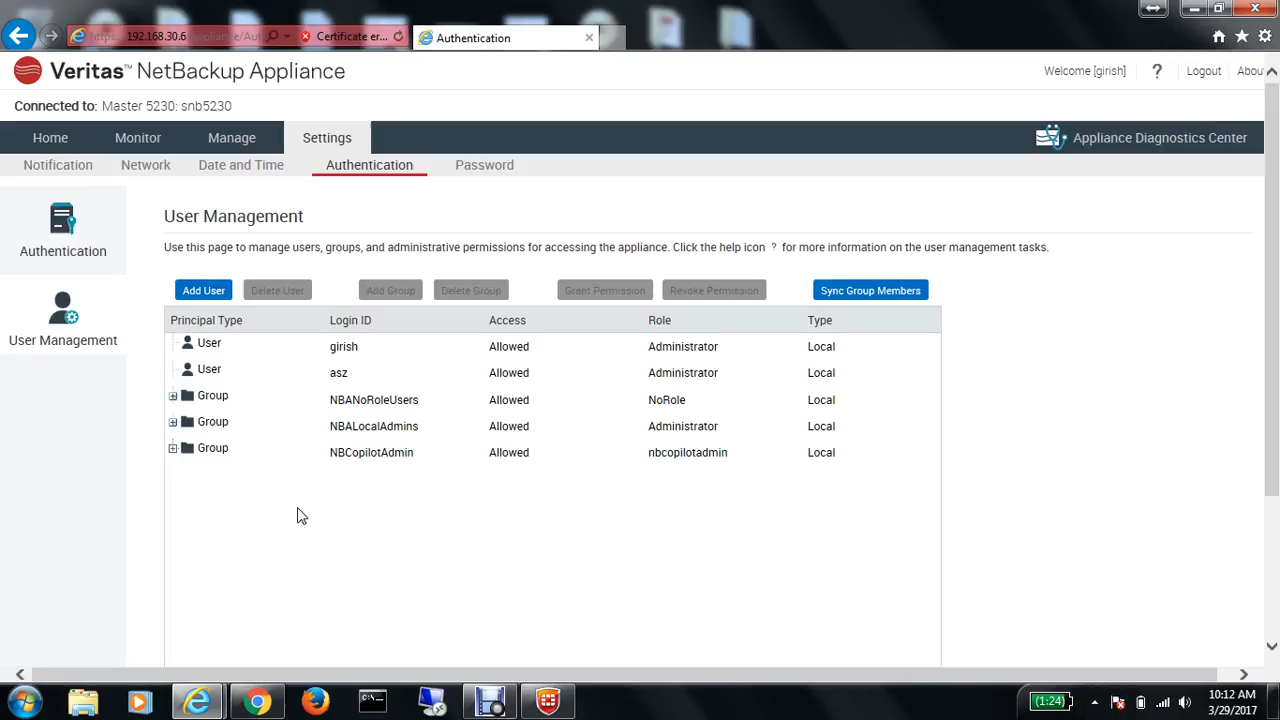 https: 192.168.30.6 appliance/Aut Certificate er... Authentication
Veritas™ NetBackup Appliance
Welcome [girish] ? Logout Abou
Connected to: Master 5230: snb5230
Home Monitor Manage Settings Appliance Diagnostics Center
Notification Network Date and Time Authentication Password
Authentication
User Management
User Management
Use this page to manage users, groups, and administrative permissions for accessing the appliance. Click the help icon ? for more information on the user management tasks.
Add User Delete User Add Group Delete Group Grant Permission Revoke Permission Sync Group Members
Principal Type Login ID Access Role Type
User girish Allowed Administrator Local
User asz Allowed Administrator Local
Group NBANoRoleUsers Allowed NoRole Local
Group NBALocalAdmins Allowed Administrator Local
Group NBCopilotAdmin Allowed nbcopilotadmin Local
(1:24) 10:12 AM
3/29/2017